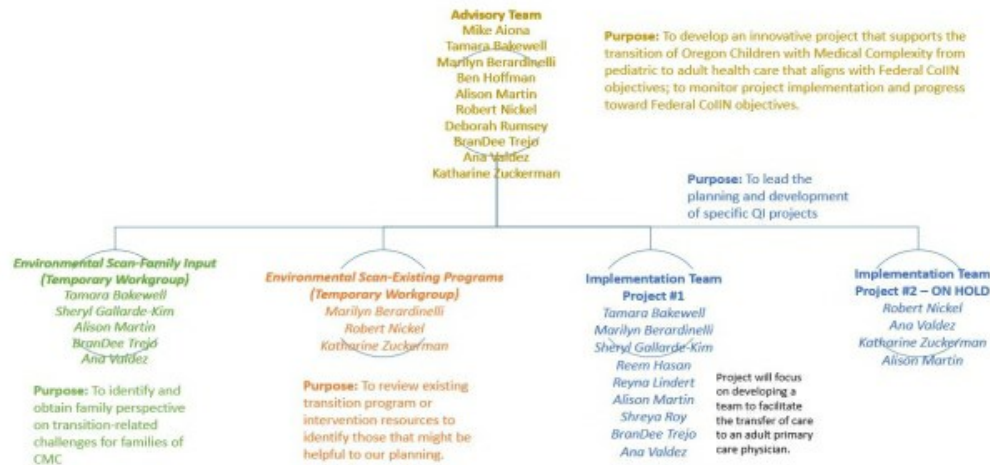 Advisory Team
Mike Aiona
Tamara Bakewell
Marilyn Berardinelli
Ben Hoffman
Alison Martin
Robert Nickel
Deborah Rumsey
BranDee Trejo
Ana Valdez
Katharine Zuckerman
Purpose: To develop an innovative project that supports the
transition of Oregon Children with Medical Complexity from
pediatric to adult health care that aligns with Federal CoIIN
objectives; to monitor project implementation and progress
toward Federal CoIIN objectives.
Purpose: To lead the
planning and development
of specific QI projects
Environmental Scan-Family Input
(Temporary Workgroup)
Tamara Bakewell
Sheryl Gallarde-Kim
Alison Martin
BranDee Trejo
Ana Valdez
Purpose: To identify and
obtain family perspective
on transition-related
challenges for families of
CMC
Environmental Scan-Existing Programs
(Temporary Workgroup)
Marilyn Berardinelli
Robert Nickel
Katharine Zuckerman
Purpose: To review existing
transition program or
intervention resources to
identify those that might be
helpful to our planning.
Implementation Team
Project #1
Tamara Bakewell
Marilyn Berardinelli
Sheryl Gallarde-Kim
Reem Hasan
Reyna Lindert
Alison Martin
Shreya Roy
BranDee Trejo
Ana Valdez
Project will focus
on developing a
team to facilitate
the transfer of care
to an adult primary
care physician.
Implementation Team
Project #2 – ON HOLD
Robert Nickel
Ana Valdez
Katharine Zuckerman
Alison Martin